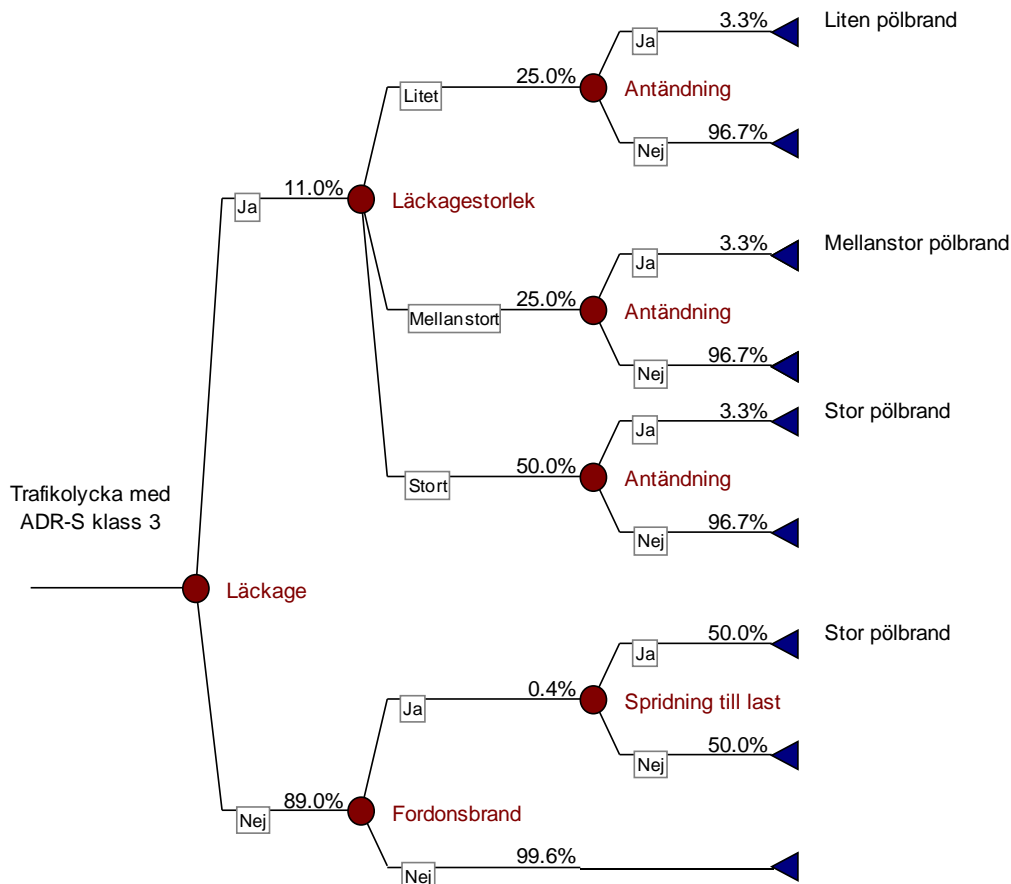 3.3%
Liten pölbrand
Ja
25.0%
Antändning
Litet
96.7%
Nej
11.0%
Läckagestorlek
Ja
3.3%
Mellanstor pölbrand
Ja
25.0%
Antändning
Mellanstort
96.7%
Nej
3.3%
Stor pölbrand
Ja
50.0%
Antändning
Stort
96.7%
Nej
Trafikolycka med
ADR-S klass 3
Läckage
50.0%
Stor pölbrand
Ja
0.4%
Spridning till last
Ja
50.0%
Nej
89.0%
Fordonsbrand
Nej
99.6%
Nej